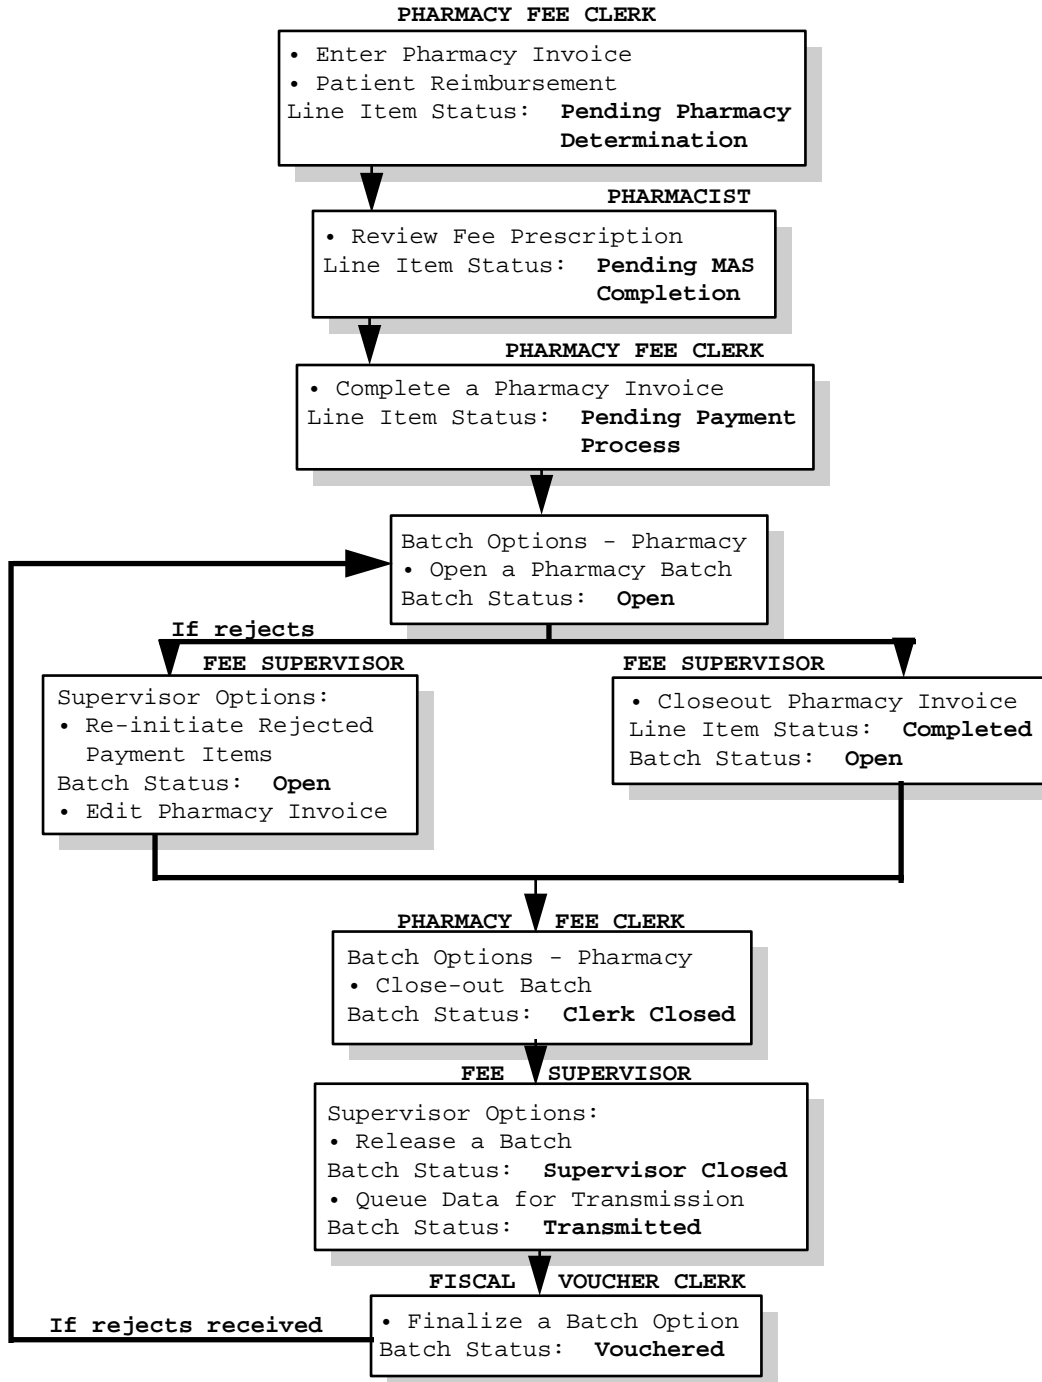 PHARMACY FEE CLERK
• Enter Pharmacy Invoice
• Patient Reimbursement
Line Item Status: Pending Pharmacy
Determination
PHARMACIST
• Review Fee Prescription
Line Item Status: Pending MAS
Completion
PHARMACY FEE CLERK
• Complete a Pharmacy Invoice
Line Item Status: Pending Payment
Process
Batch Options - Pharmacy
• Open a Pharmacy Batch
Batch Status: Open
If rejects
FEE SUPERVISOR
Supervisor Options:
• Re-initiate Rejected
Payment Items
Batch Status: Open
• Edit Pharmacy Invoice
FEE SUPERVISOR
• Closeout Pharmacy Invoice
Line Item Status: Completed
Batch Status: Open
PHARMACY FEE CLERK
Batch Options - Pharmacy
• Close-out Batch
Batch Status: Clerk Closed
FEE SUPERVISOR
Supervisor Options:
• Release a Batch
Batch Status: Supervisor Closed
• Queue Data for Transmission
Batch Status: Transmitted
FISCAL VOUCHER CLERK
• Finalize a Batch Option
Batch Status: Vouchered
If rejects received